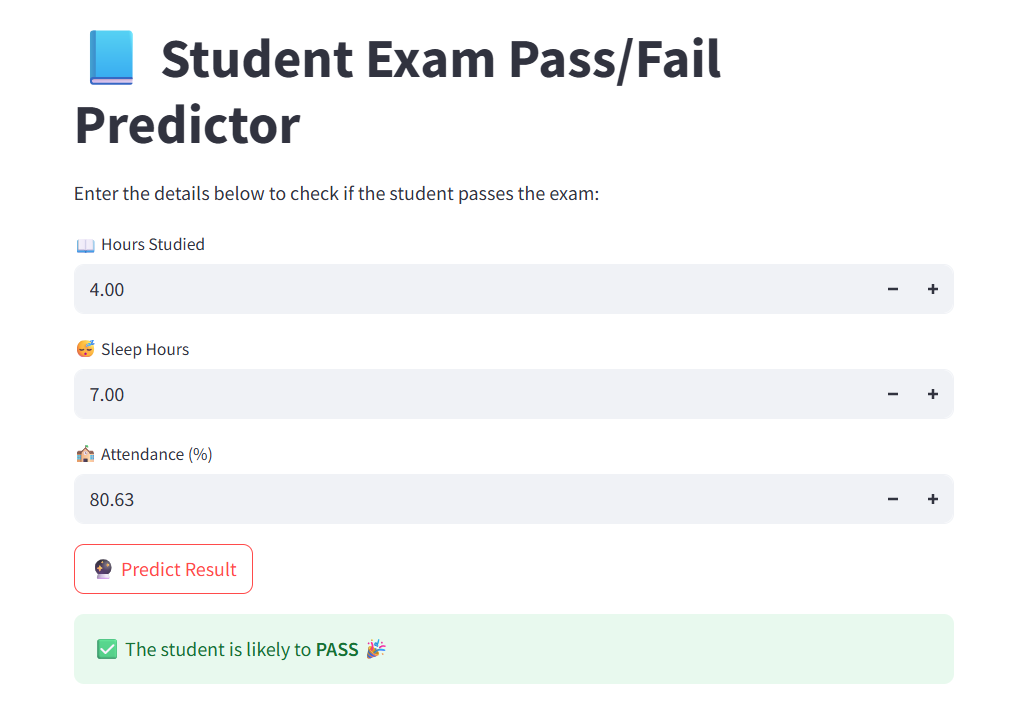 📘 Student Exam Pass/Fail
Predictor
Enter the details below to check if the student passes the exam:
📖 Hours Studied
4.00
😴 Sleep Hours
7.00
🏫 Attendance (%)
80.63
🔮 Predict Result
✅ The student is likely to PASS 🎉